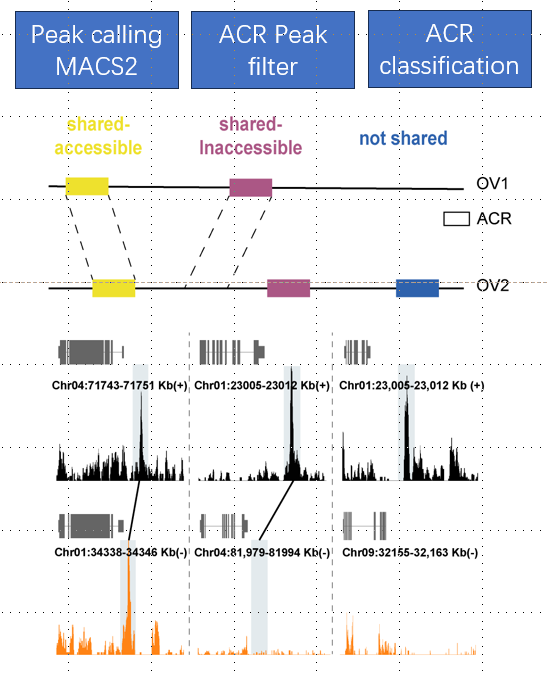 Peak calling
MACS2
ACR Peak
filter
ACR
classification
shared-
accessible
shared-
Inaccessible
not shared
OV1
ACR
OV2
Chr04:71743-71751 Kb(+)
Chr01:23005-23012 Kb(+)
Chr01:23,005-23,012 Kb (+)
Chr01:34338-34346 Kb(-)
Chr04:81,979-81994 Kb(-)
Chr09:32155-32,163 Kb(-)